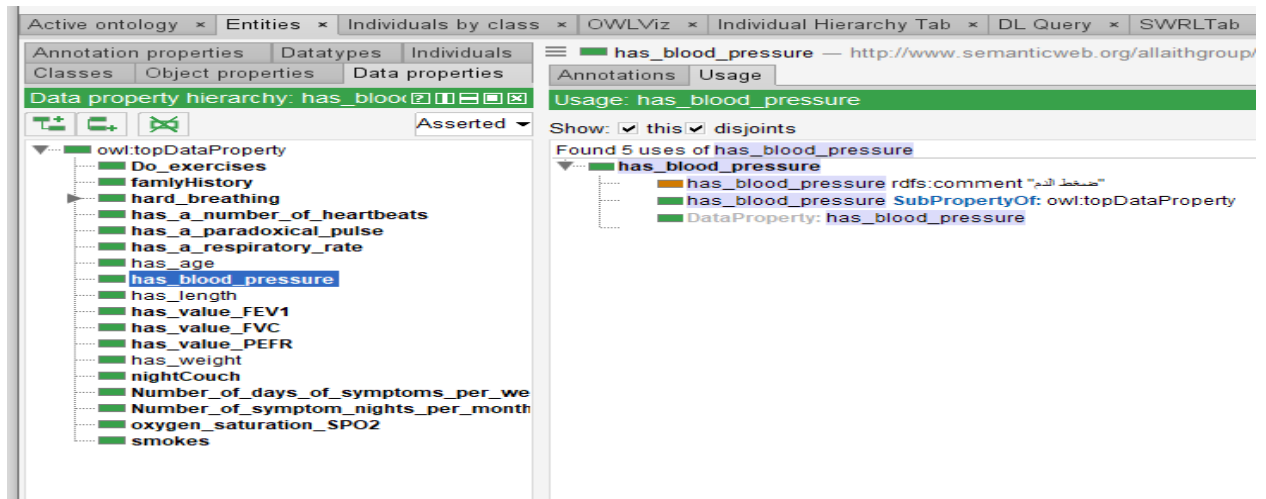 Active ontology × Entities × Individuals by class × OWLViz × Individual Hierarchy Tab × DL Query × SWRLTab
Annotation properties Datatypes Individuals
Classes Object properties Data properties
Data property hierarchy: has_bloo
Asserted
owl:topDataProperty
Do_exercises
famlyHistory
hard_breathing
has_a_number_of_heartbeats
has_a_paradoxical_pulse
has_a_respiratory_rate
has_age
has_blood_pressure
has_length
has_value_FEV1
has_value_FVC
has_value_PEFR
has_weight
nightCouch
Number_of_days_of_symptoms_per_we
Number_of_symptom_nights_per_month
oxygen_saturation_SPO2
smokes
has_blood_pressure — http://www.semanticweb.org/allaithgroup/
Annotations Usage
Usage: has_blood_pressure
Show: this disjoints
Found 5 uses of has_blood_pressure
has_blood_pressure
has_blood_pressure rdfs:comment "ضغط الدم"
has_blood_pressure SubPropertyOf: owl:topDataProperty
DataProperty: has_blood_pressure